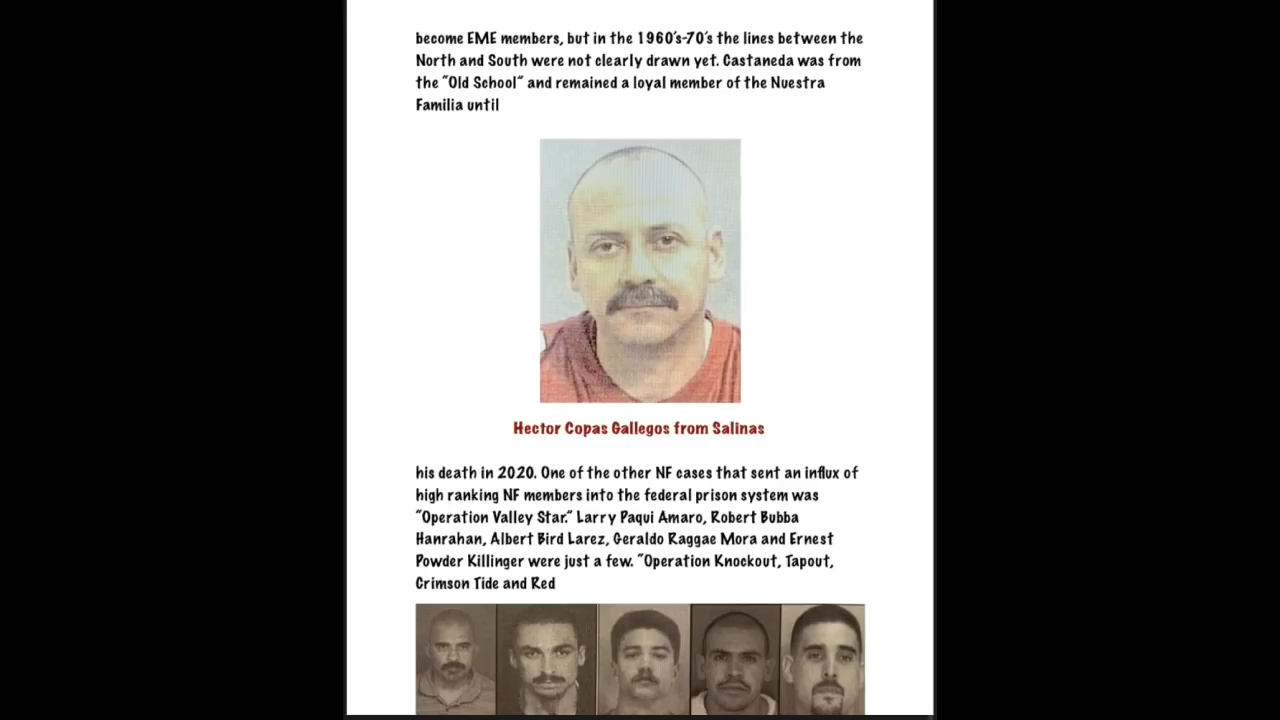 become EME members, but in the 1960's-70's the lines between the
North and South were not clearly drawn yet. Castaneda was from
the "Old School" and remained a loyal member of the Nuestra
Familia until
Hector Copas Gallegos from Salinas
his death in 2020. One of the other NF cases that sent an influx of
high ranking NF members into the federal prison system was
"Operation Valley Star." Larry Paqui Amaro, Robert Bubba
Hanrahan, Albert Bird Larez, Geraldo Raggae Mora and Ernest
Powder Killinger were just a few. "Operation Knockout, Tapout,
Crimson Tide and Red